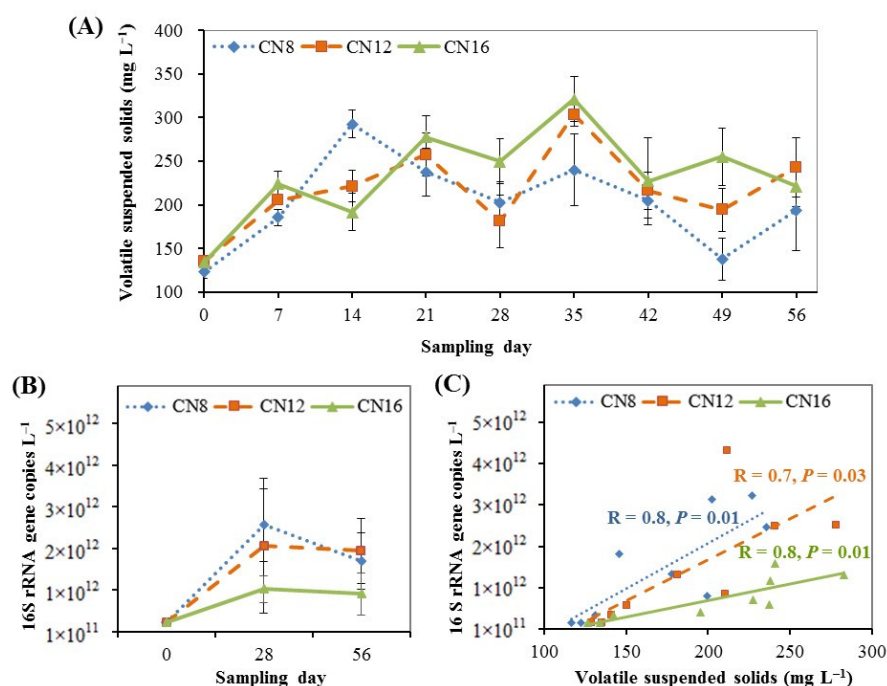 (A)
Volatile suspended solids (mg L⁻¹)
400
350
300
250
200
150
100
CN8 CN12 CN16
0 7 14 21 28 35 42 49 56
Sampling day
(B)
16S rRNA gene copies L⁻¹
CN8 CN12 CN16
5×10¹²
4×10¹²
3×10¹²
2×10¹²
1×10¹²
1×10¹¹
0 28 56
Sampling day
(C)
16 S rRNA gene copies L⁻¹
CN8 CN12 CN16
5×10¹²
4×10¹²
3×10¹²
2×10¹²
1×10¹²
1×10¹¹
R = 0.7, P = 0.03
R = 0.8, P = 0.01
R = 0.8, P = 0.01
100 150 200 250 300
Volatile suspended solids (mg L⁻¹)